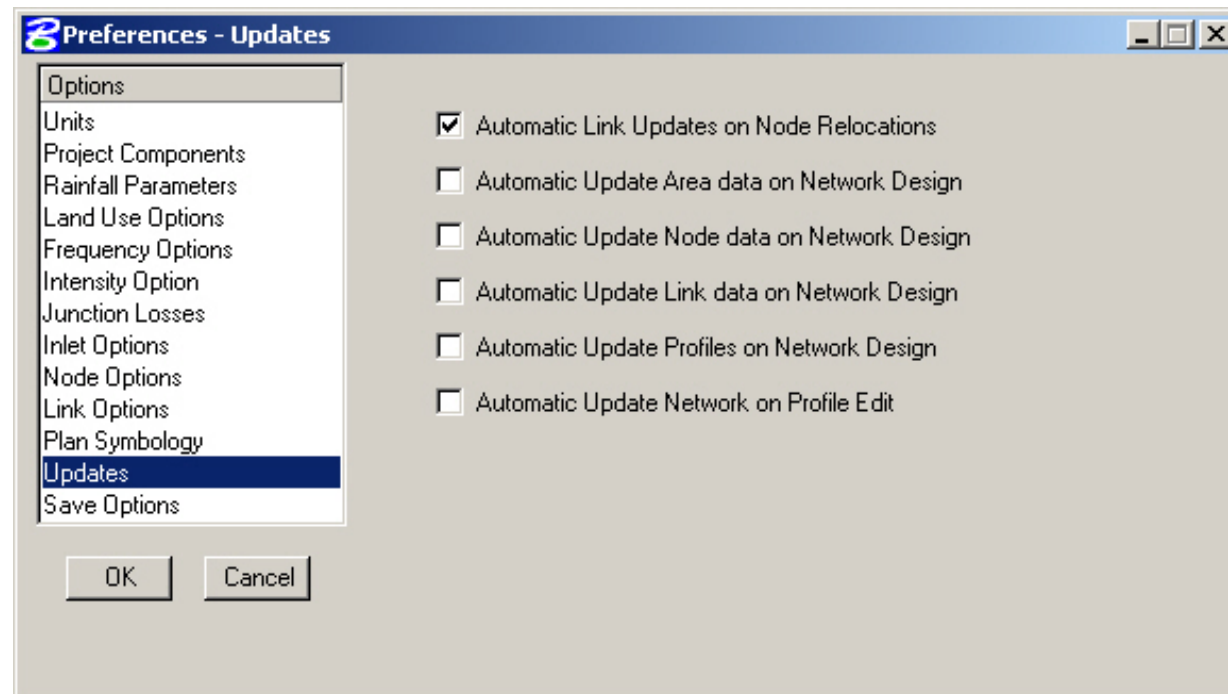 Preferences - Updates
Options
Units
Project Components
Rainfall Parameters
Land Use Options
Frequency Options
Intensity Option
Junction Losses
Inlet Options
Node Options
Link Options
Plan Symbology
Updates
Save Options
OK
Cancel
Automatic Link Updates on Node Relocations
Automatic Update Area data on Network Design
Automatic Update Node data on Network Design
Automatic Update Link data on Network Design
Automatic Update Profiles on Network Design
Automatic Update Network on Profile Edit